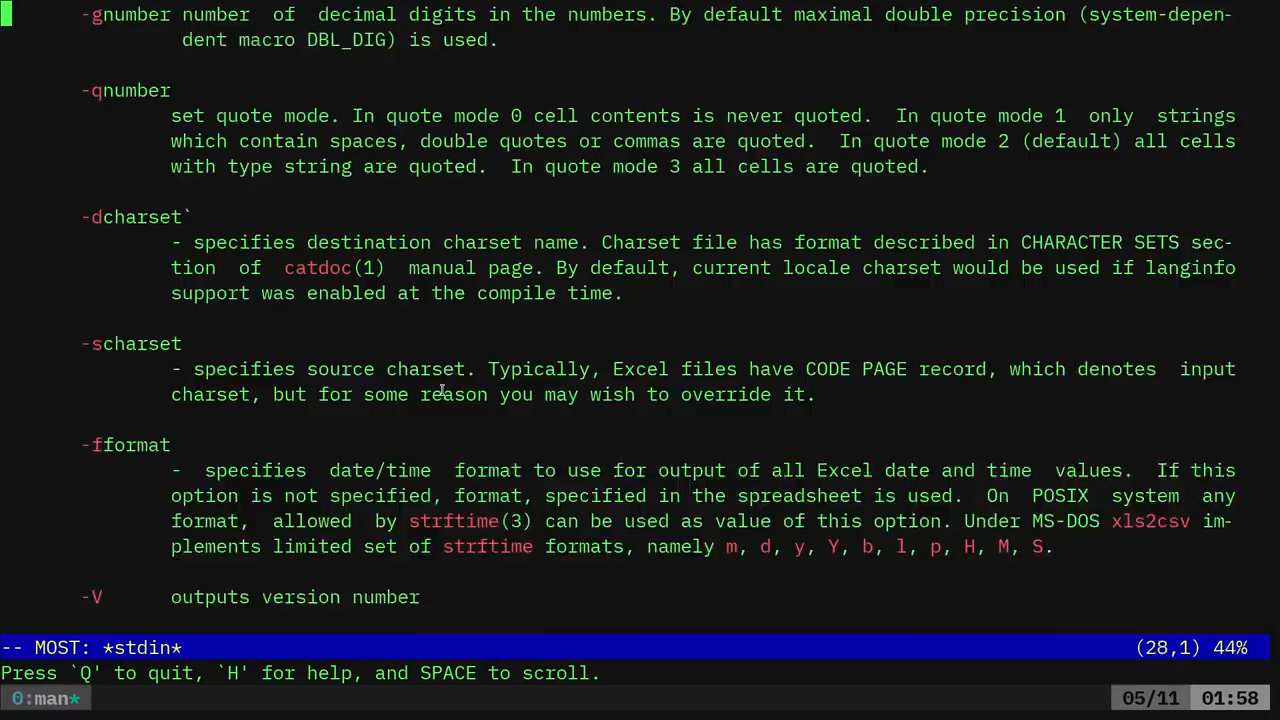 -gnumber number  of  decimal digits in the numbers. By default maximal double precision (system-depen-
dent macro DBL_DIG) is used.
-qnumber
set quote mode. In quote mode 0 cell contents is never quoted.  In quote mode 1  only  strings
which contain spaces, double quotes or commas are quoted.  In quote mode 2 (default) all cells
with type string are quoted.  In quote mode 3 all cells are quoted.
-dcharset`
- specifies destination charset name. Charset file has format described in CHARACTER SETS sec-
tion  of  catdoc(1)  manual page. By default, current locale charset would be used if langinfo
support was enabled at the compile time.
-scharset
- specifies source charset. Typically, Excel files have CODE PAGE record, which denotes  input
charset, but for some reason you may wish to override it.
-fformat
-  specifies  date/time  format to use for output of all Excel date and time  values.  If this
option is not specified, format, specified in the spreadsheet is used.  On  POSIX  system  any
format,  allowed  by strftime(3) can be used as value of this option. Under MS-DOS xls2csv im-
plements limited set of strftime formats, namely m, d, y, Y, b, l, p, H, M, S.
-V      outputs version number
-- MOST: *stdin*                                        (28,1) 44%
Press `Q' to quit, `H' for help, and SPACE to scroll.
0:man* 05/11 01:58